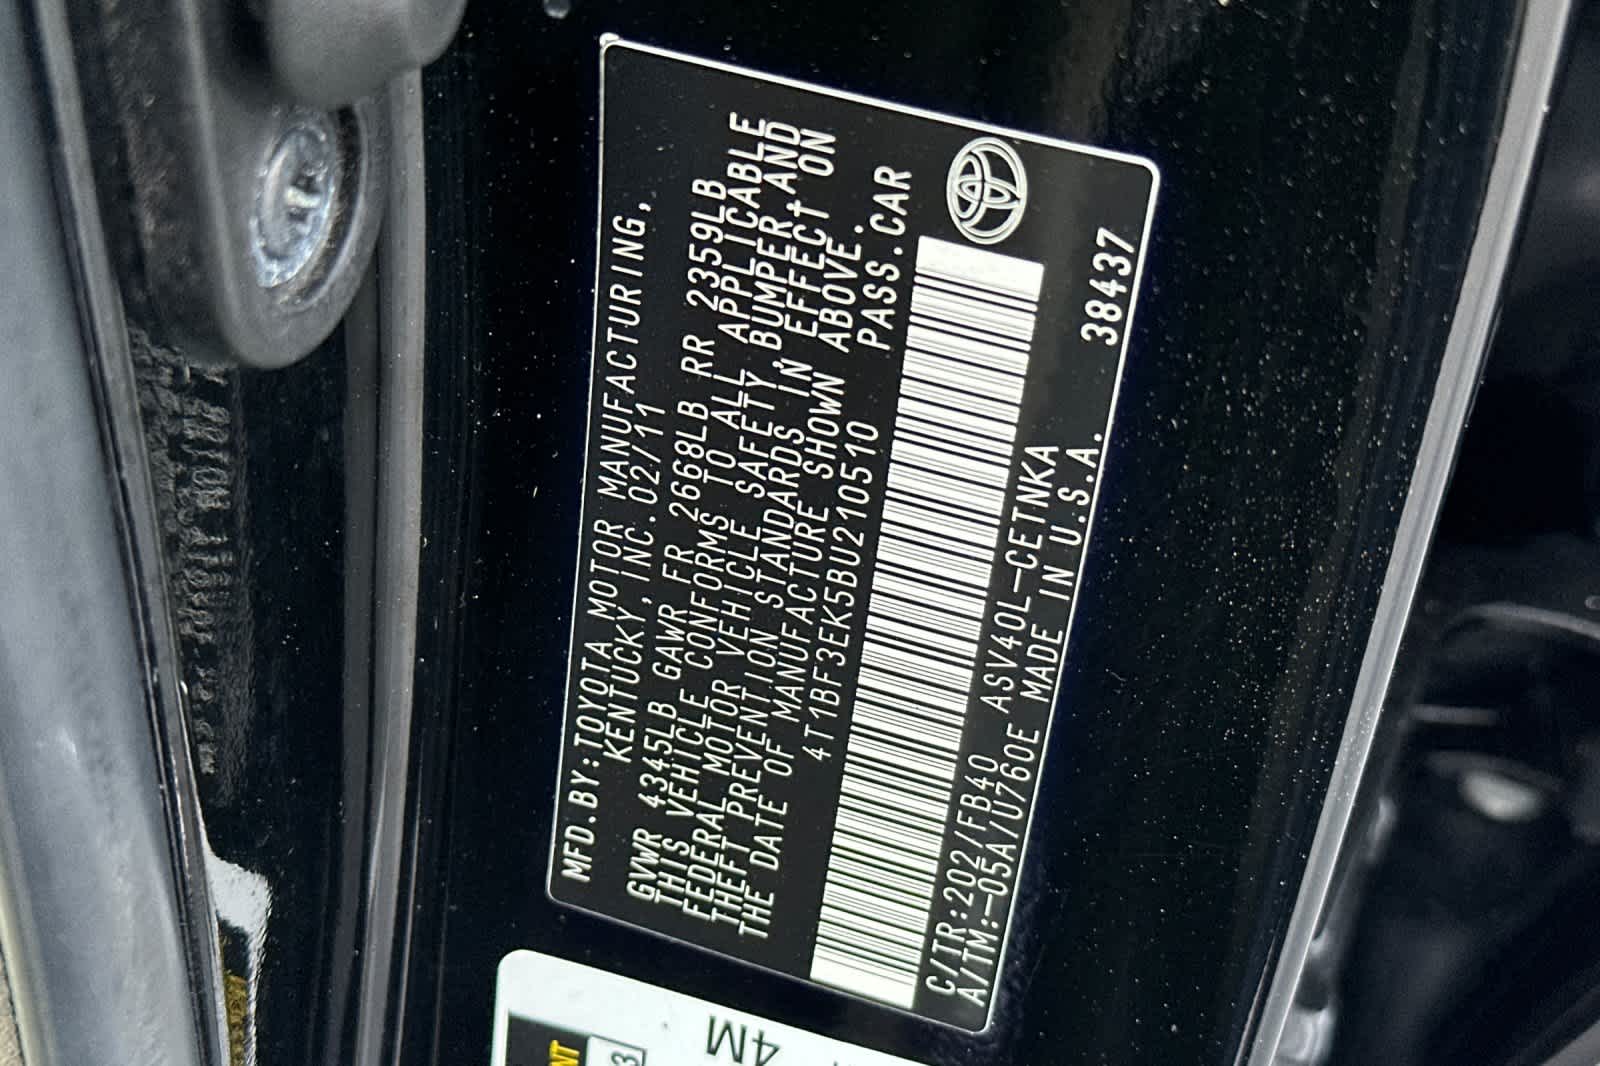 MFD.BY:TOYOTA MOTOR MANUFACTURING,
KENTUCKY, INC.02/11
GVWR 4345LB GAWR FR 2668LB RR 2359LB
THIS VEHICLE CONFORMS TO ALL APPLICABLE
FEDERAL MOTOR VEHICLE SAFETY, BUMPER, AND
THEFT PREVENTION STANDARDS IN EFFECT ON
THE DATE OF MANUFACTURE SHOWN ABOVE.
4T1BF3EK5BU210510 PASS.CAR
C/TR:202/FB40 ASV40L-CETNKA
A/TM:-05A/U760E MADE IN U.S.A.
38437
4M